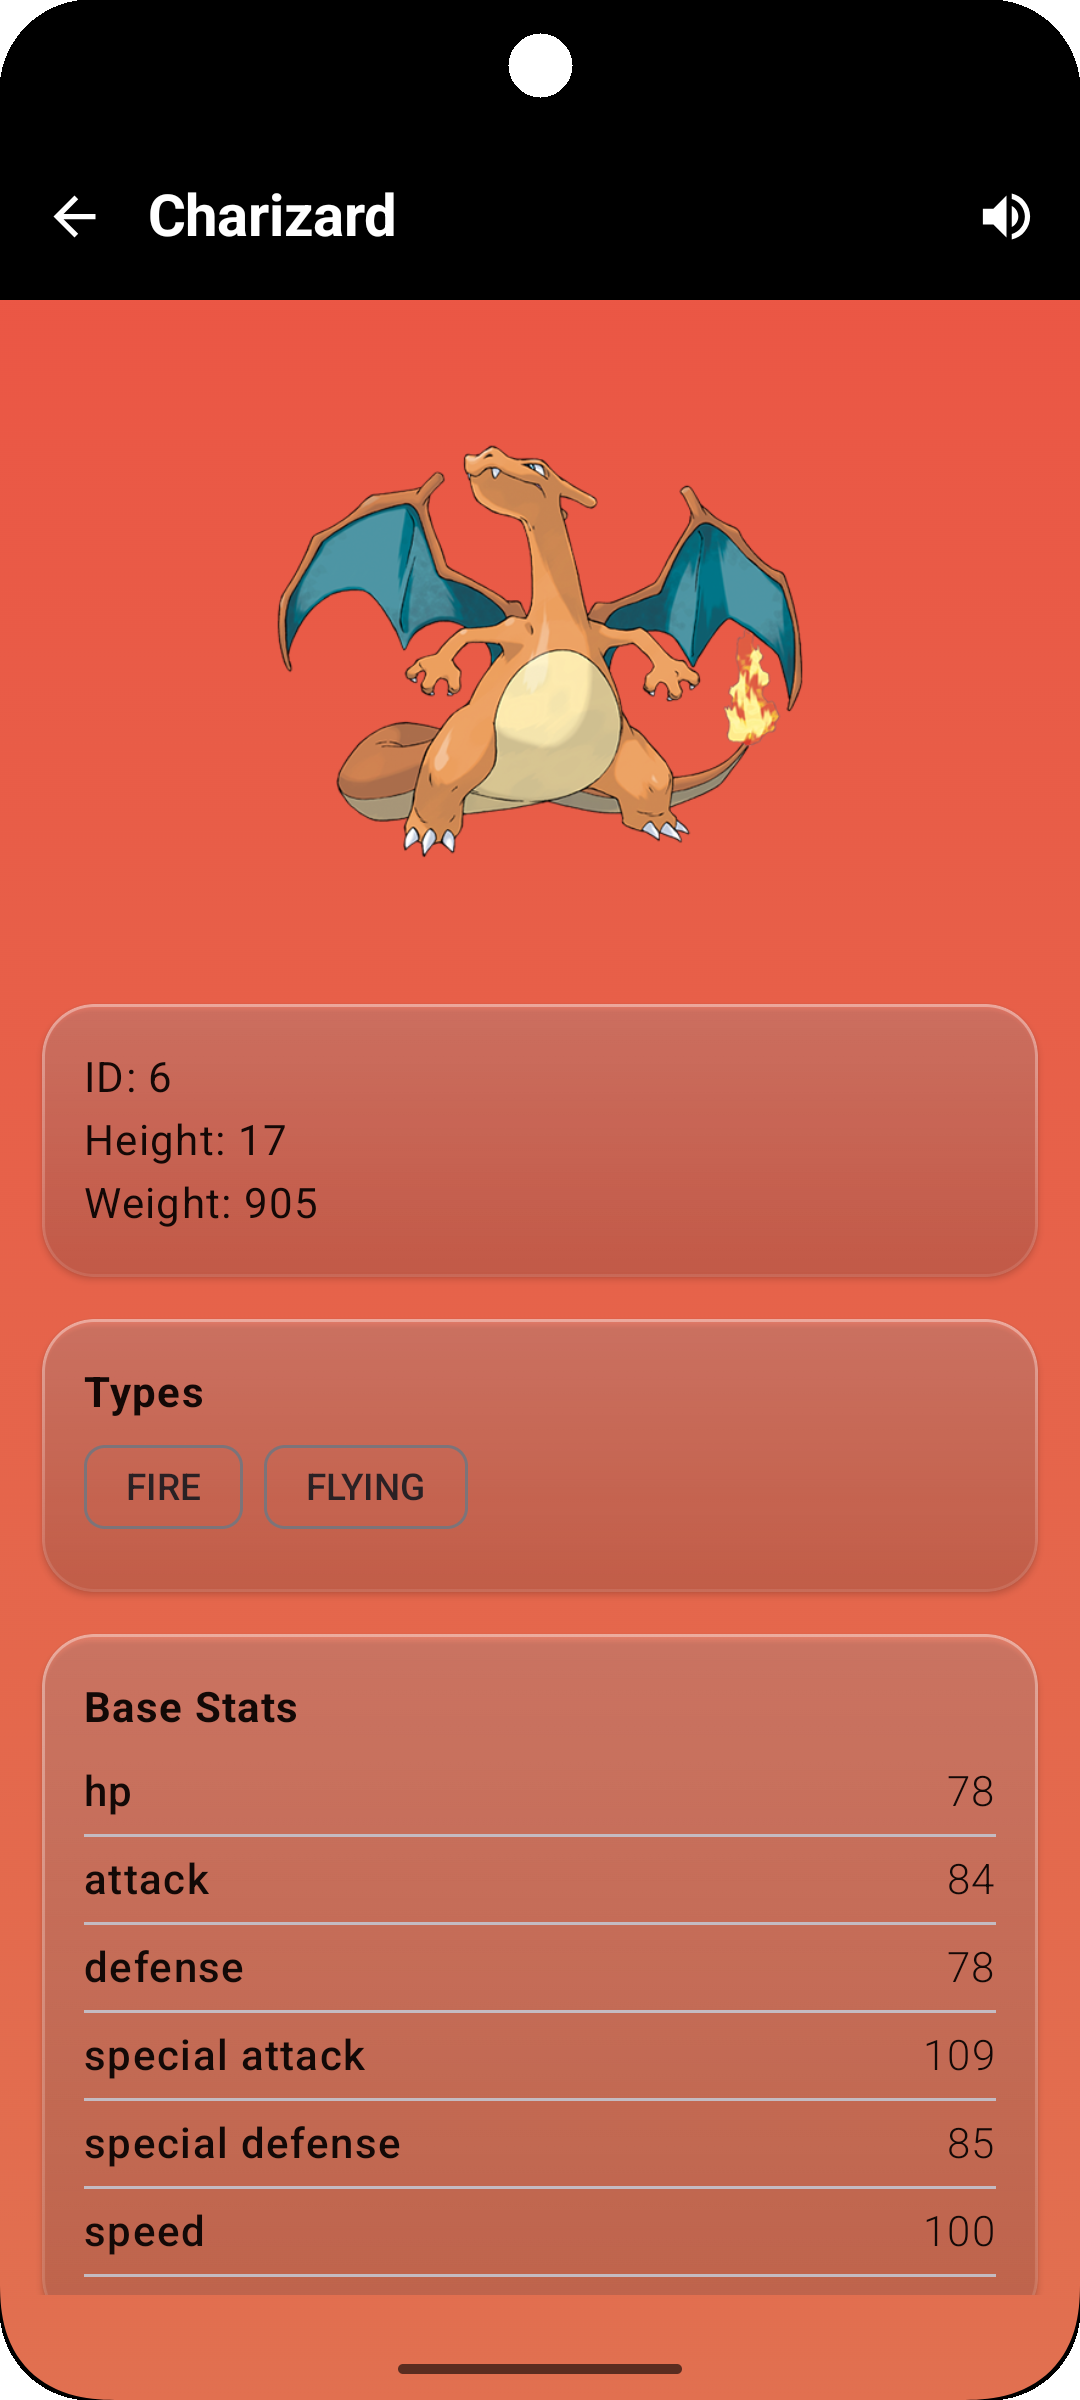 Charizard
ID: 6
Height: 17
Weight: 905
Types
FIRE FLYING
Base Stats
hp 78
attack 84
defense 78
special attack 109
special defense 85
speed 100